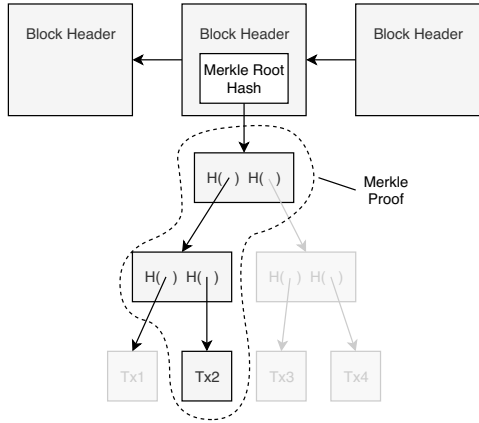 Block Header
Block Header
Block Header
Merkle Root
Hash
H( ) H( )
Merkle
Proof
H( ) H( )
H( ) H( )
Tx1
Tx2
Tx3
Tx4